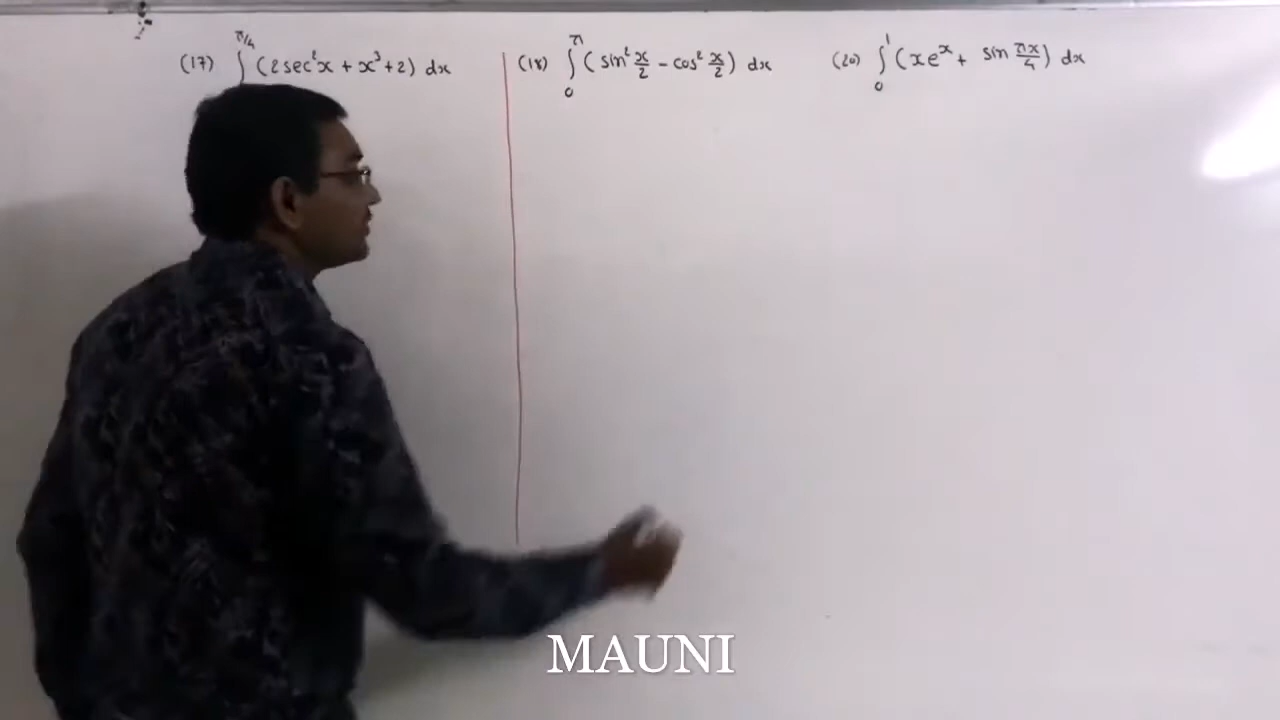 (17) ∫ π/4 (2sec²x + x³ + 2) dx
(18) ∫₀^π (sin² x/2 - cos² x/2) dx
(20) ∫₀¹ (xeˣ + sin πx/4) dx
MAUNI